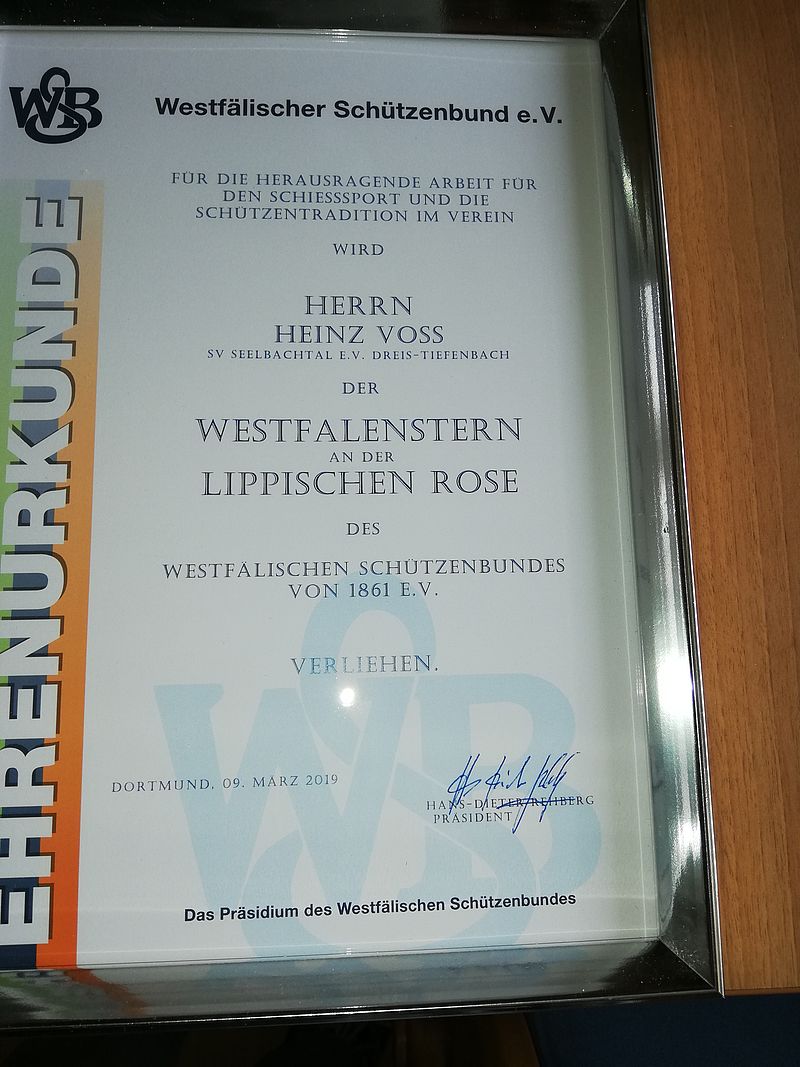 WSB
Westfälischer Schützenbund e.V.
FÜR DIE HERAUSRAGENDE ARBEIT FÜR
DEN SCHIESSSPORT UND DIE
SCHÜTZENTRADITION IM VEREIN
WIRD
HERRN
HEINZ VOSS
SV SEELBACHTAL E.V. DREIS-TIEFENBACH
DER
WESTFALENSTERN
AN DER
LIPPISCHEN ROSE
DES
WESTFÄLISCHEN SCHÜTZENBUNDES
VON 1861 E.V.
VERLIEHEN.
DORTMUND, 09. MÄRZ 2019
HANS-DIETER REHBERG
PRÄSIDENT
Das Präsidium des Westfälischen Schützenbundes
EHRENURKUNDE
WSB